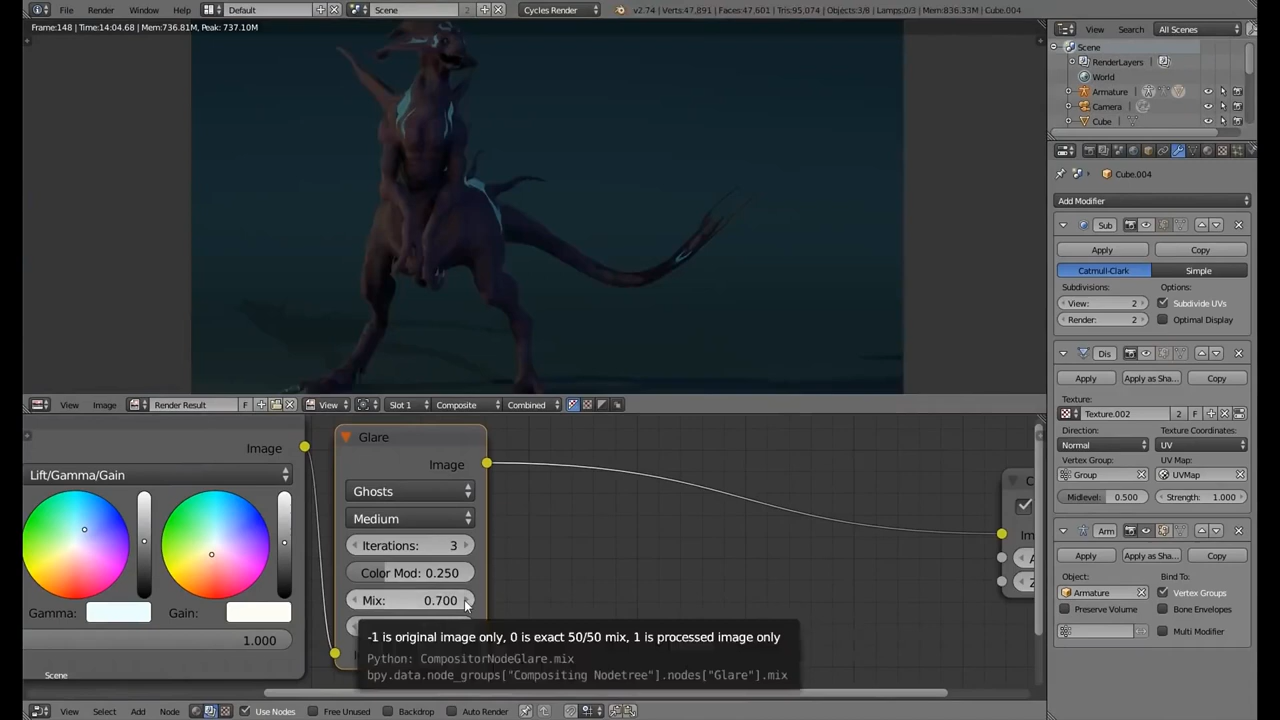 File Render Window Help Default Scene 2 Cycles Render v2.74 | Verts:47,891 | Faces:47,601 | Tris:95,074 | Objects:3/8 | Lamps:0/3 | Mem:836.33M | Cube.004
Frame:148 | Time:14:04.68 | Mem:736.81M, Peak: 737.10M
View Search All Scenes
Scene
RenderLayers
World
Armature
Camera
Cube
Cube.004
Add Modifier
Sub
Apply Copy
Catmull-Clark Simple
Subdivisions: Options:
View: 2 Subdivide UVs
Render: 2 Optimal Display
Dis
Apply Apply as Sha... Copy
Texture:
Texture.002 2 F
Direction: Texture Coordinates:
Normal UV
Vertex Group: UV Map:
Group UVMap
Midlevel: 0.500 Strength: 1.000
Arm
Apply Apply as Sha... Copy
Object: Bind To:
Armature Vertex Groups
Preserve Volume Bone Envelopes
Multi Modifier
View Image Render Result F View Slot 1 Composite Combined
Image
Lift/Gamma/Gain
Gamma: Gain:
1.000
Scene
Glare
Image
Ghosts
Medium
Iterations: 3
Color Mod: 0.250
Mix: 0.700
-1 is original image only, 0 is exact 50/50 mix, 1 is processed image only
Python: CompositorNodeGlare.mix
bpy.data.node_groups["Compositing Nodetree"].nodes["Glare"].mix
View Select Add Node Use Nodes Free Unused Backdrop Auto Render